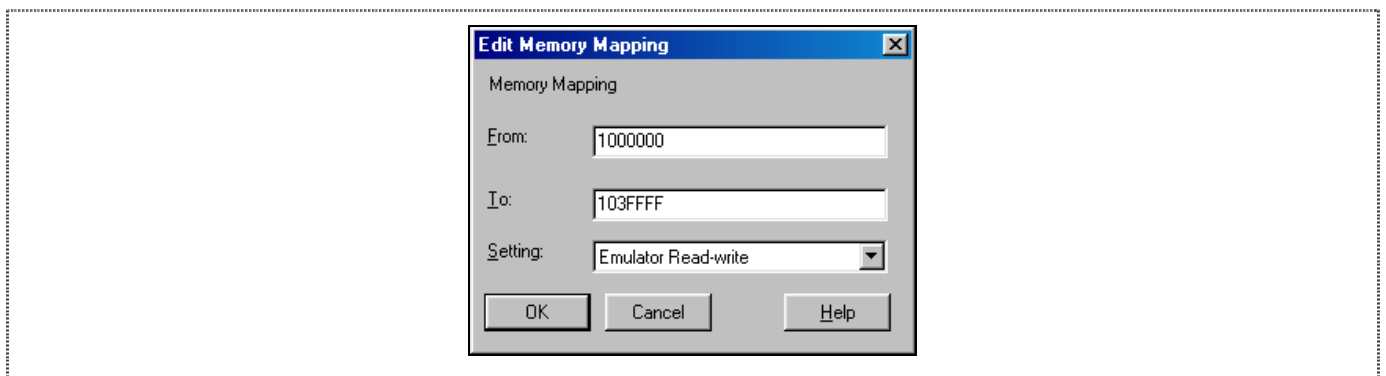 Edit Memory Mapping
Memory Mapping
From: 1000000
To: 103FFFF
Setting: Emulator Read-write
OK Cancel Help